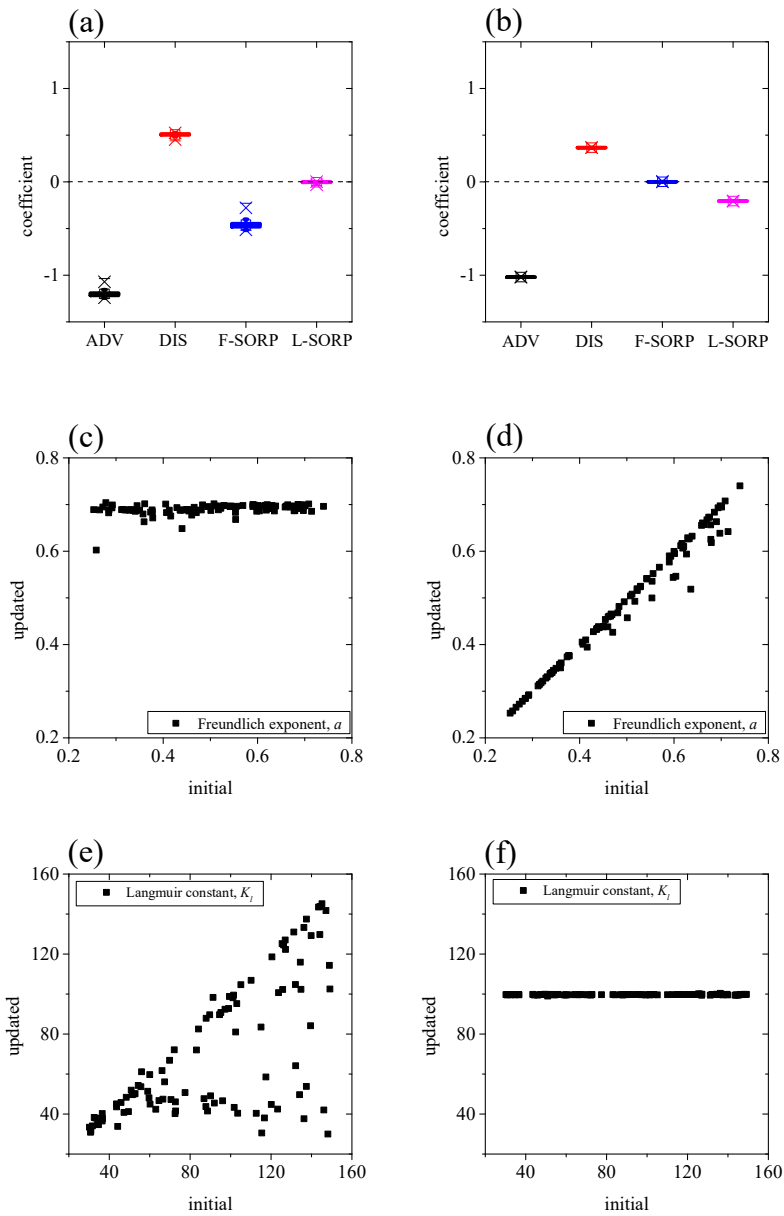 (a)
1
0
-1
coefficient
ADV DIS F-SORP L-SORP
(b)
1
0
-1
coefficient
ADV DIS F-SORP L-SORP
(c)
0.8
0.6
0.4
0.2
updated
Freundlich exponent, a
0.2 0.4 0.6 0.8
initial
(d)
0.8
0.6
0.4
0.2
updated
Freundlich exponent, a
0.2 0.4 0.6 0.8
initial
(e)
160
120
80
40
updated
Langmuir constant, Kl
40 80 120 160
initial
(f)
160
120
80
40
updated
Langmuir constant, Kl
40 80 120 160
initial